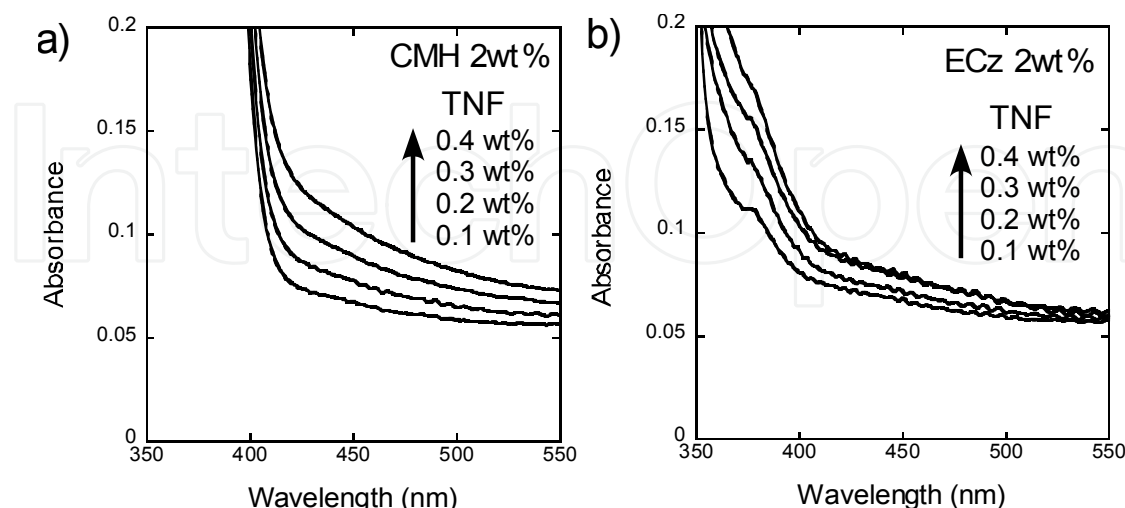 a)
CMH 2wt%
TNF
0.4 wt%
0.3 wt%
0.2 wt%
0.1 wt%
0.2
0.15
0.1
0.05
0
Absorbance
350 400 450 500 550
Wavelength (nm)
b)
ECz 2wt%
TNF
0.4 wt%
0.3 wt%
0.2 wt%
0.1 wt%
0.2
0.15
0.1
0.05
0
Absorbance
350 400 450 500 550
Wavelength (nm)
IntechOpen